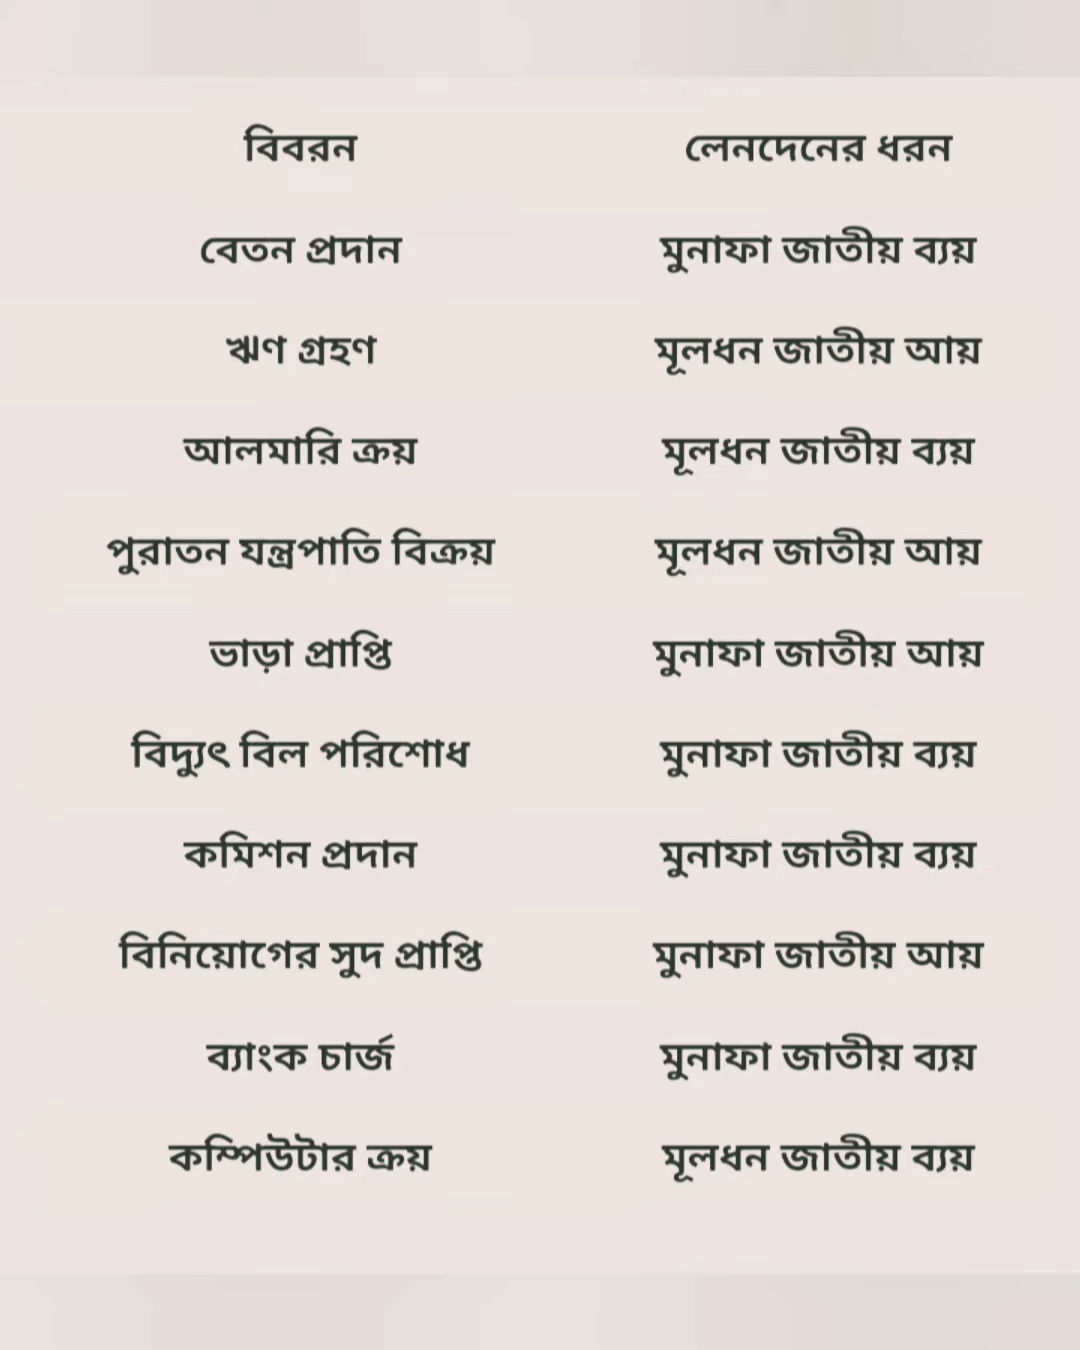 বিবরন লেনদেনের ধরন
বেতন প্রদান মুনাফা জাতীয় ব্যয়
ঋণ গ্রহণ মূলধন জাতীয় আয়
আলমারি ক্রয় মূলধন জাতীয় ব্যয়
পুরাতন যন্ত্রপাতি বিক্রয় মূলধন জাতীয় আয়
ভাড়া প্রাপ্তি মুনাফা জাতীয় আয়
বিদ্যুৎ বিল পরিশোধ মুনাফা জাতীয় ব্যয়
কমিশন প্রদান মুনাফা জাতীয় ব্যয়
বিনিয়োগের সুদ প্রাপ্তি মুনাফা জাতীয় আয়
ব্যাংক চার্জ মুনাফা জাতীয় ব্যয়
কম্পিউটার ক্রয় মূলধন জাতীয় ব্যয়